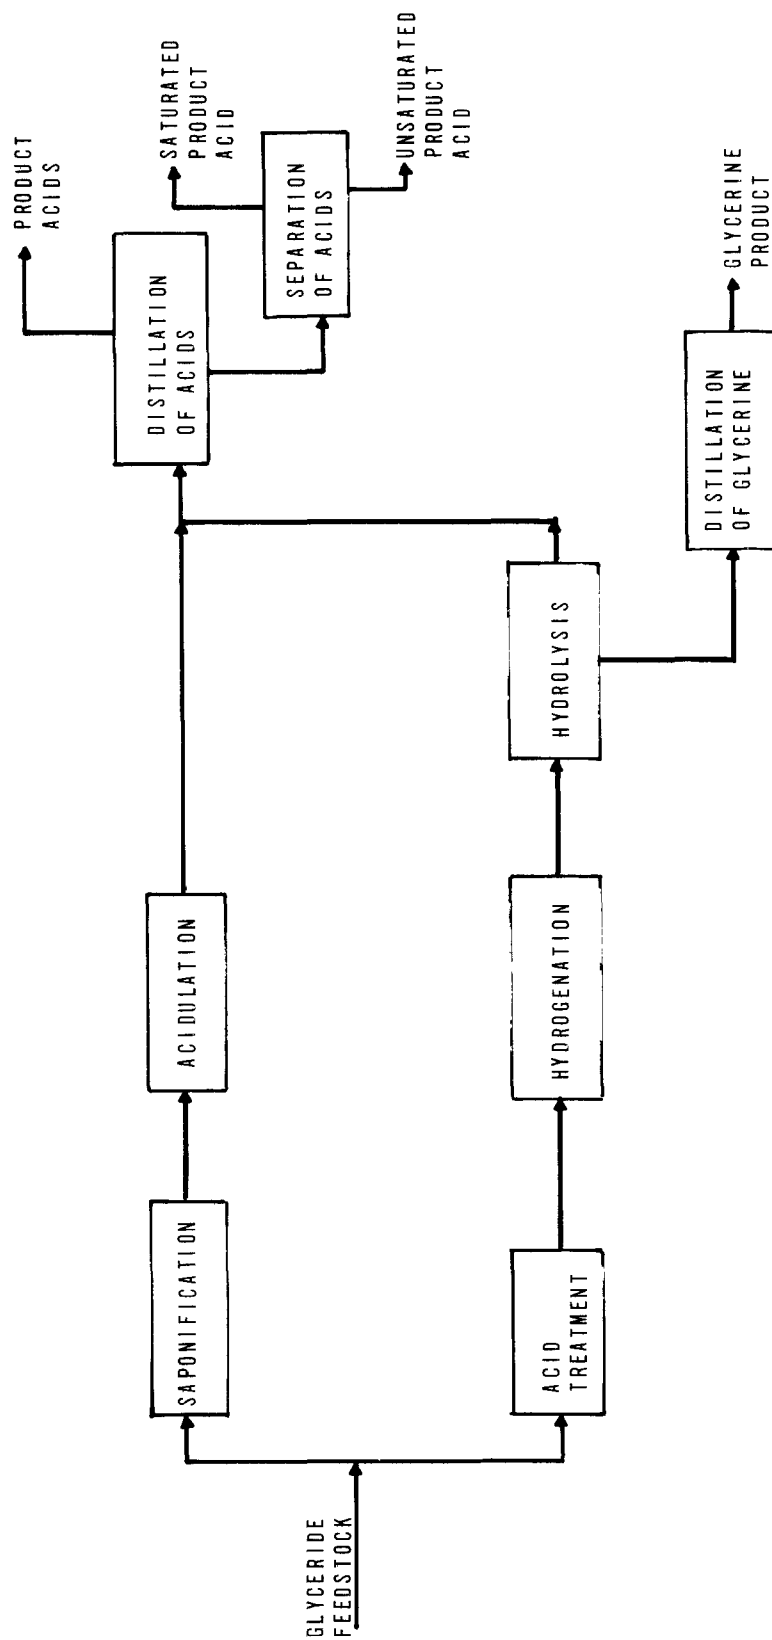 GLYCERIDE
FEEDSTOCK
SAPONIFICATION
ACIDULATION
DISTILLATION
OF ACIDS
PRODUCT
ACIDS
SEPARATION
OF ACIDS
SATURATED
PRODUCT
ACID
UNSATURATED
PRODUCT
ACID
ACID
TREATMENT
HYDROGENATION
HYDROLYSIS
DISTILLATION
OF GLYCERINE
GLYCERINE
PRODUCT